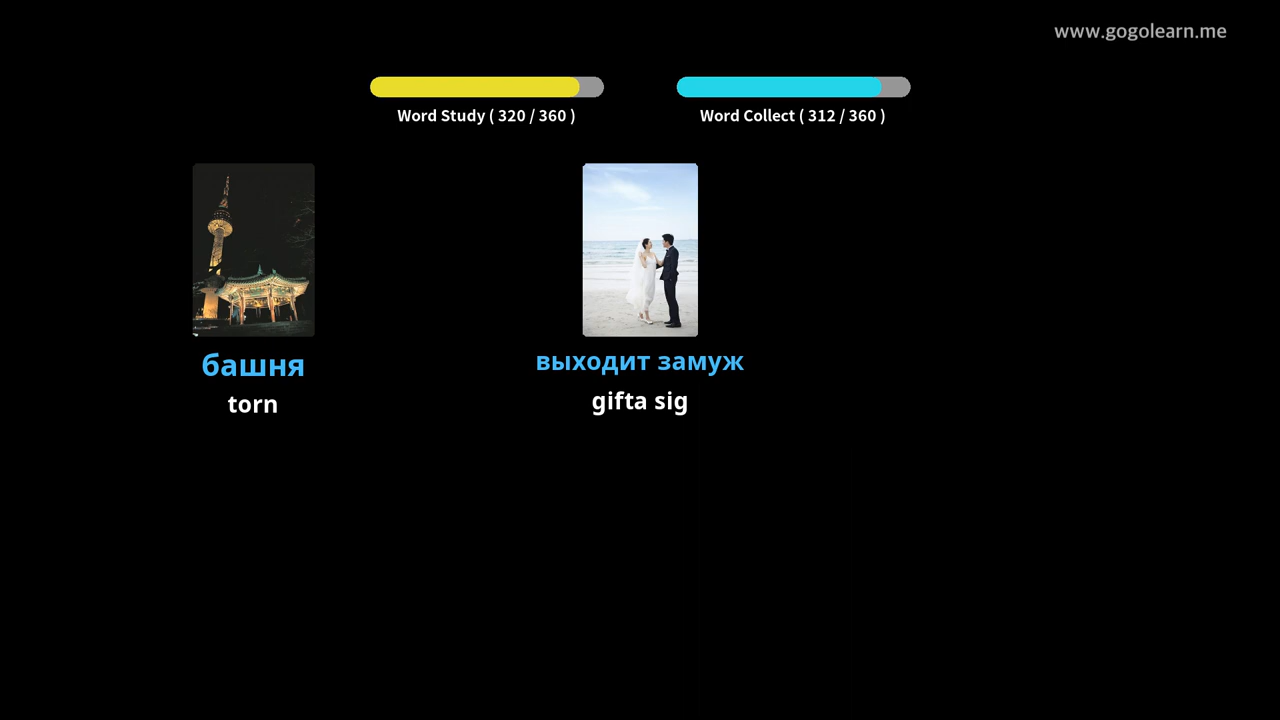 www.gogolearn.me
Word Study ( 320 / 360 )
Word Collect ( 312 / 360 )
башня
torn
выходит замуж
gifta sig